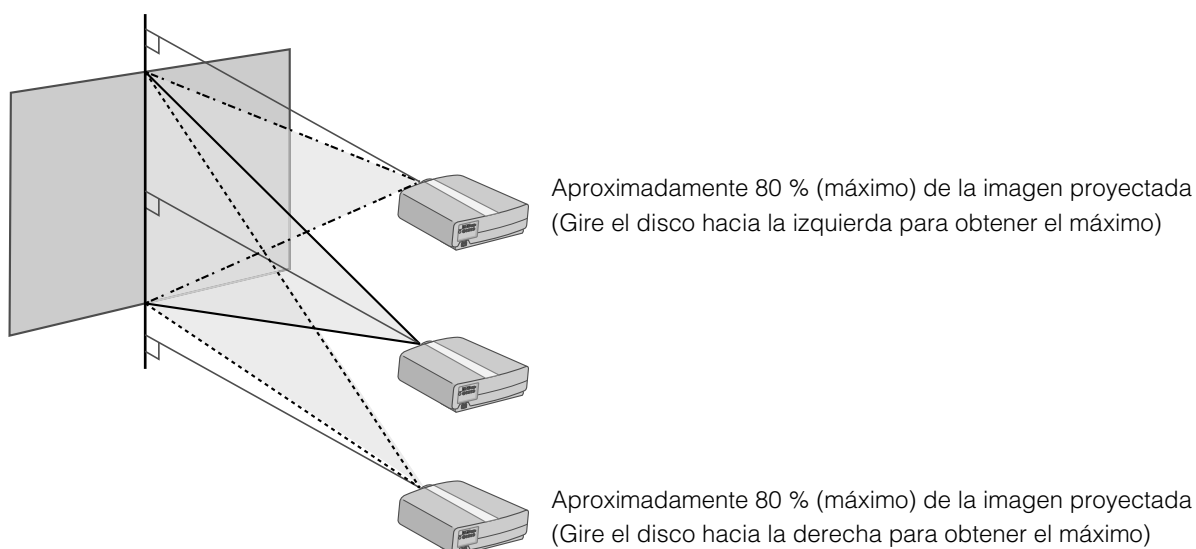 Aproximadamente 80 % (máximo) de la imagen proyectada
(Gire el disco hacia la izquierda para obtener el máximo)
Aproximadamente 80 % (máximo) de la imagen proyectada
(Gire el disco hacia la derecha para obtener el máximo)